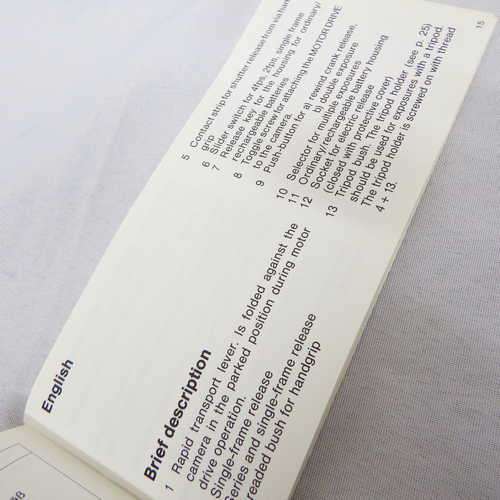 English
Brief description
1 Rapid transport lever. Is folded against the
camera in the parked position during motor
drive operation.
Single-frame release
series and single-frame release
readed bush for handgrip
5 Contact strip for shutter release from via hand
grip
6 Slider switch for 4fps, 2fps, single frame
7 Release key for the housing for ordinary/
rechargeable batteries
8 Toggle screw for attaching the MOTOR DRIVE
to the camera
9 Push-button for a) rewind crank release,
b) double exposure
10 Selector for multiple exposures
11 Ordinary/rechargeable battery housing
12 Socket for electric release
(closed with protective cover)
13 Tripod bush. The tripod holder (see p. 25)
should be used for exposures with a tripod.
The tripod holder is screwed on with thread
4 + 13.
15